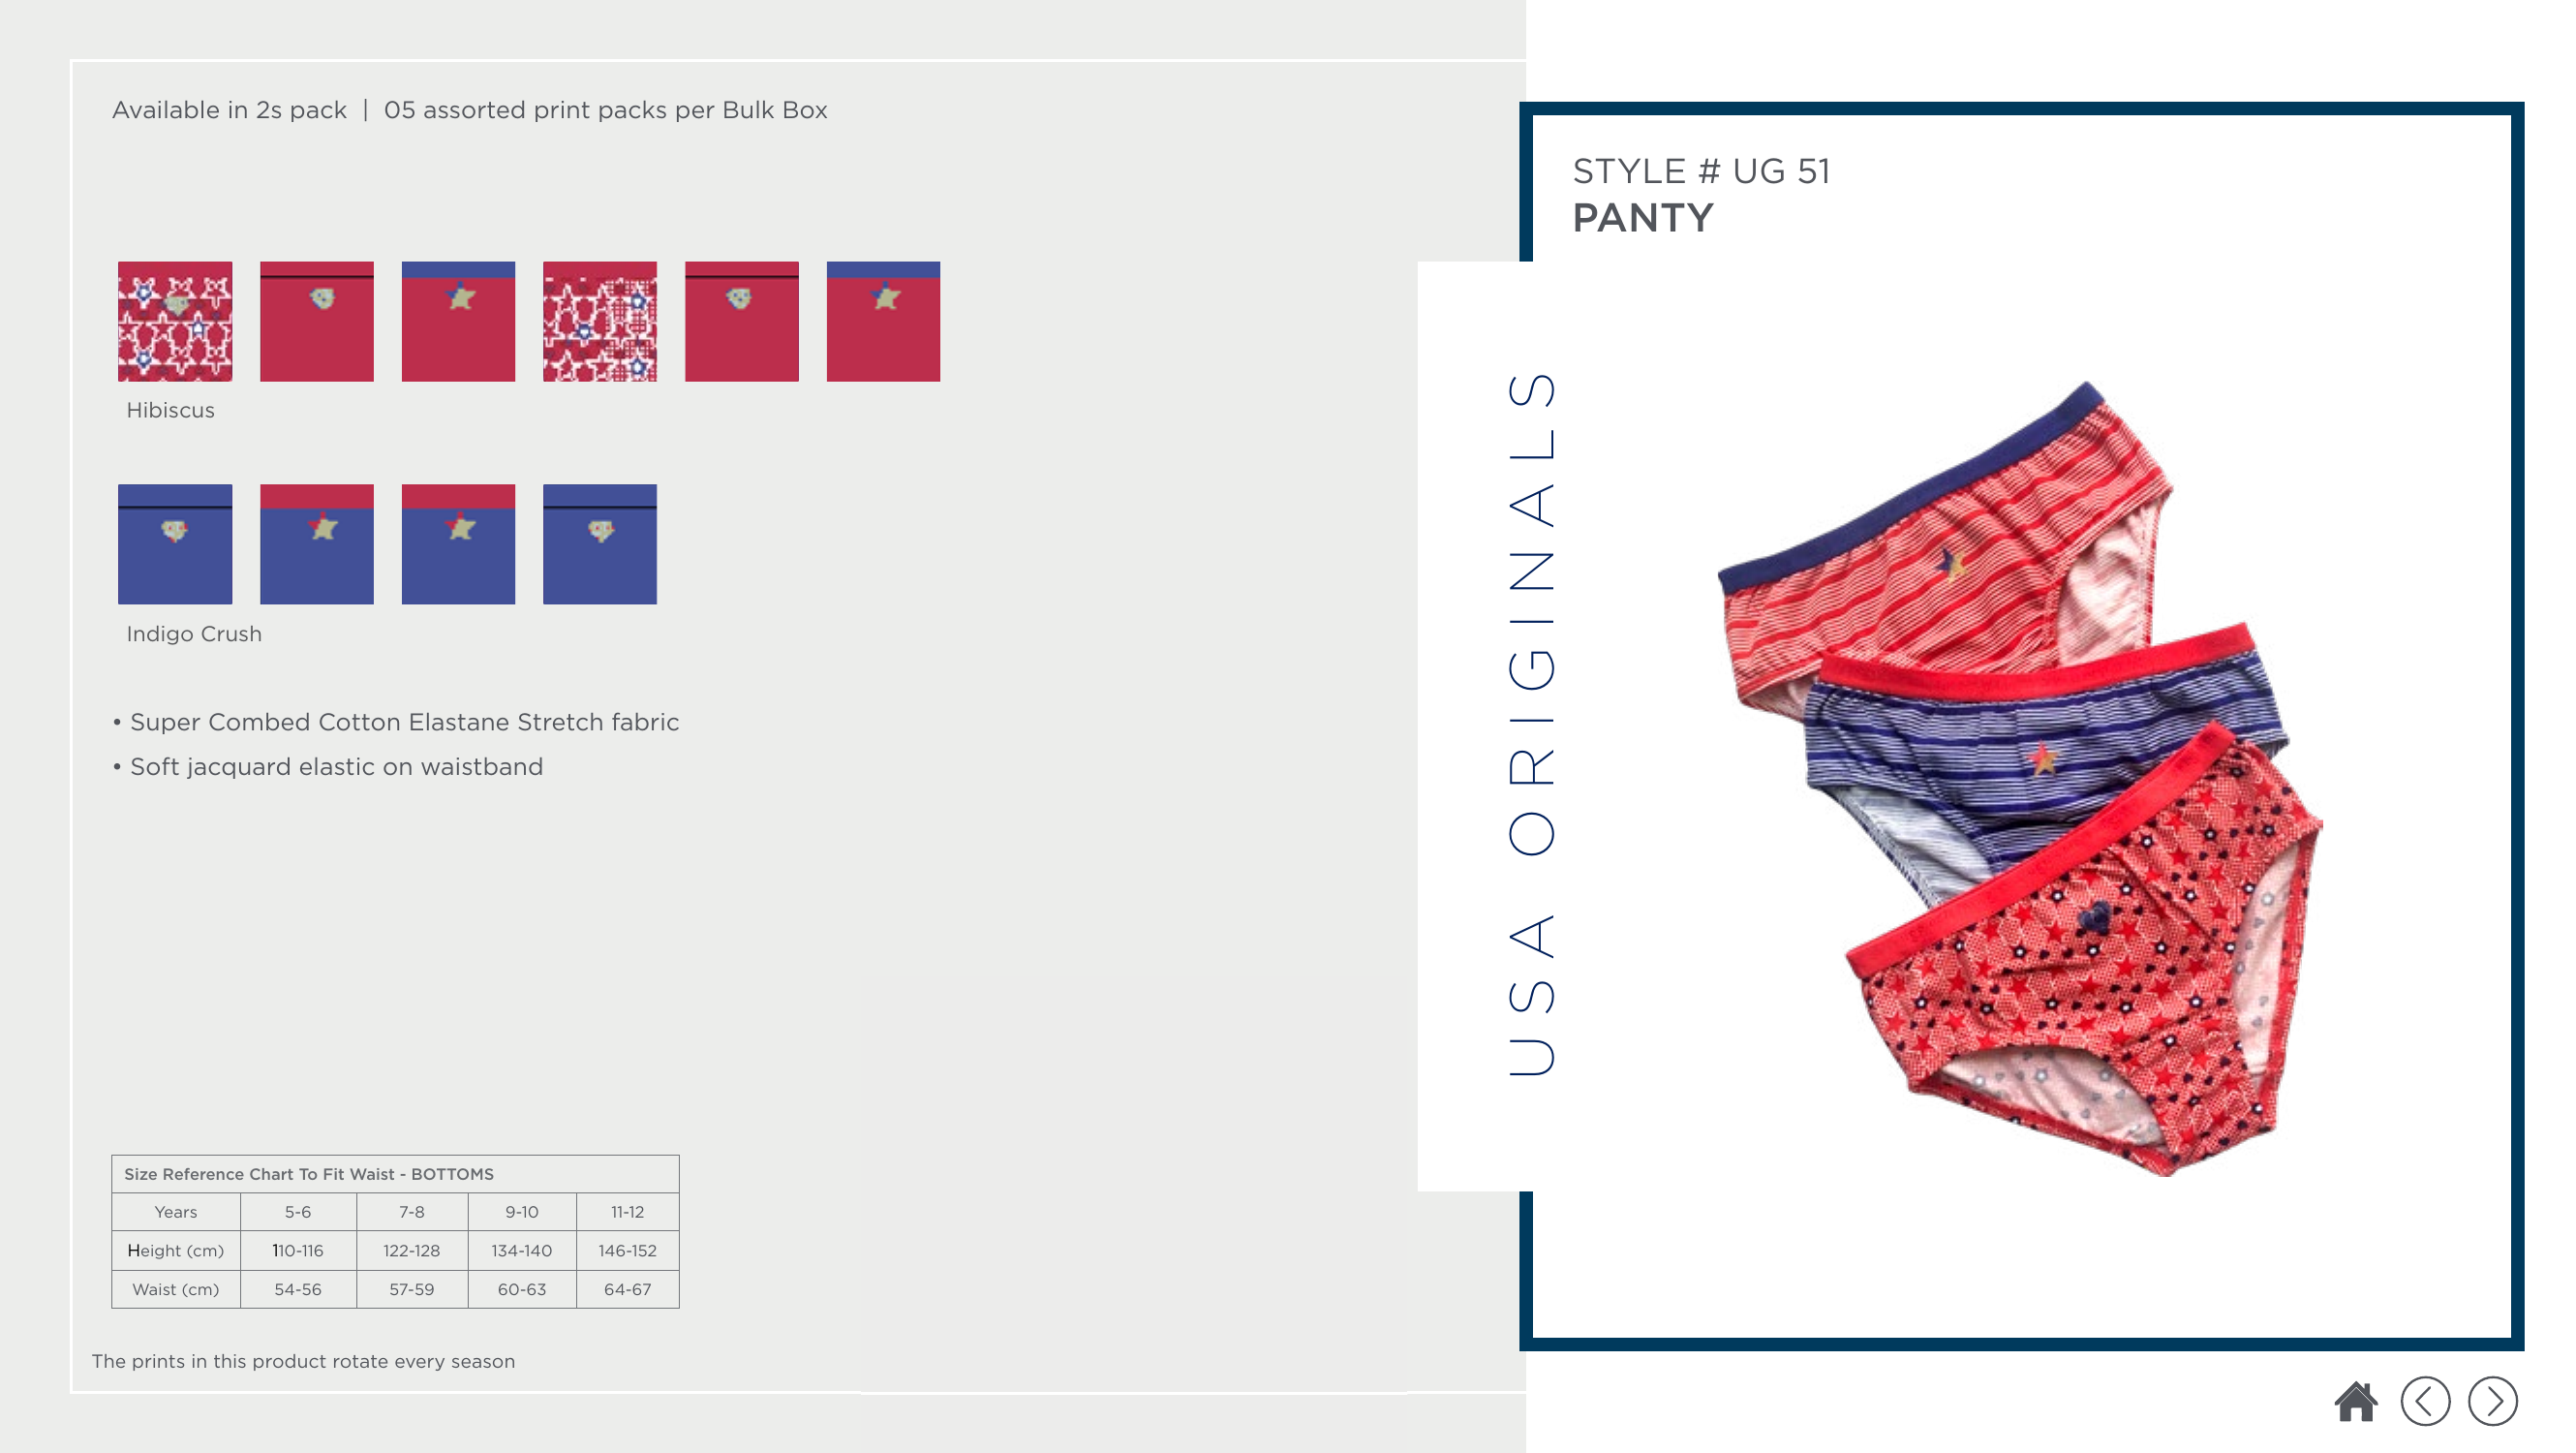 Available in 2s pack | 05 assorted print packs per Bulk Box
Hibiscus
Indigo Crush
• Super Combed Cotton Elastane Stretch fabric
• Soft jacquard elastic on waistband
Size Reference Chart To Fit Waist - BOTTOMS
Years 5-6 7-8 9-10 11-12
Height (cm) 110-116 122-128 134-140 146-152
Waist (cm) 54-56 57-59 60-63 64-67
The prints in this product rotate every season
STYLE # UG 51
PANTY
USA ORIGINALS